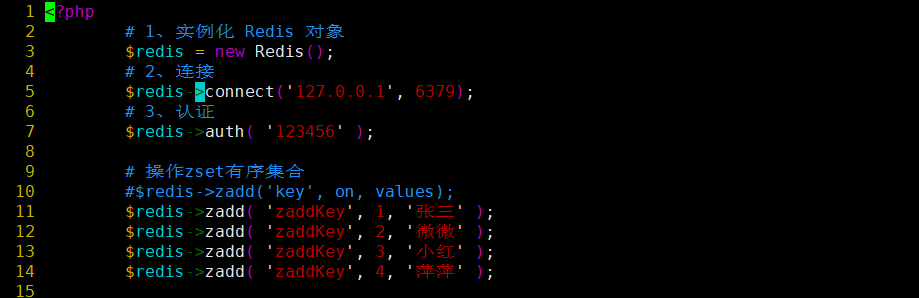 1 <?php
2 # 1、实例化 Redis 对象
3 $redis = new Redis();
4 # 2、连接
5 $redis->connect('127.0.0.1', 6379);
6 # 3、认证
7 $redis->auth( '123456' );
8
9 # 操作zset有序集合
10 #$redis->zadd('key', on, values);
11 $redis->zadd( 'zaddKey', 1, '张三' );
12 $redis->zadd( 'zaddKey', 2, '微微' );
13 $redis->zadd( 'zaddKey', 3, '小红' );
14 $redis->zadd( 'zaddKey', 4, '萍萍' );
15